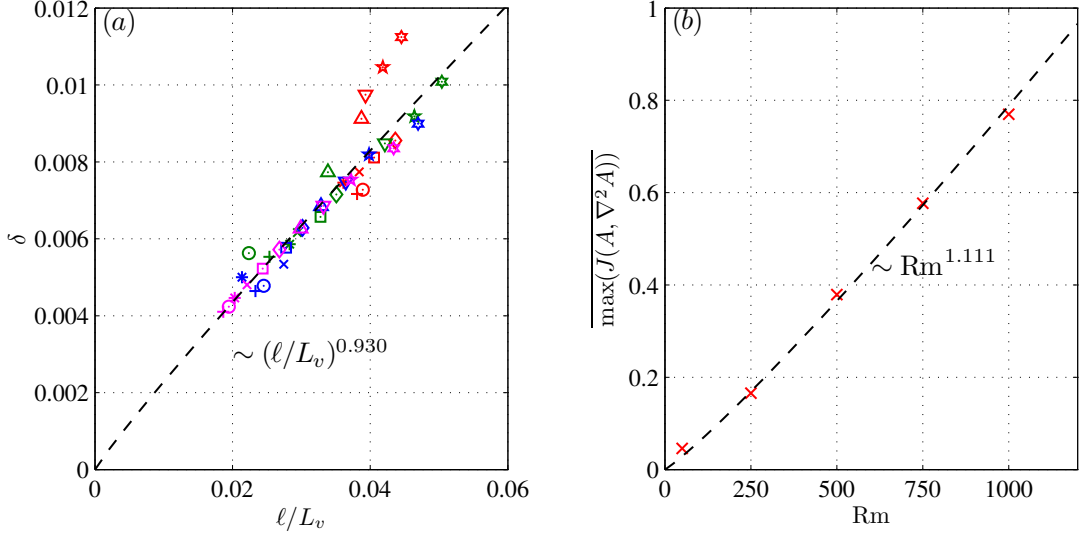 (a)
0.012
0.01
0.008
0.006
0.004
0.002
0
δ
∼ (ℓ/L_v)^{0.930}
0 0.02 0.04 0.06
ℓ/L_v
(b)
1
0.8
0.6
0.4
0.2
0
max(J(A, ∇²A))
∼ Rm^{1.111}
0 250 500 750 1000
Rm